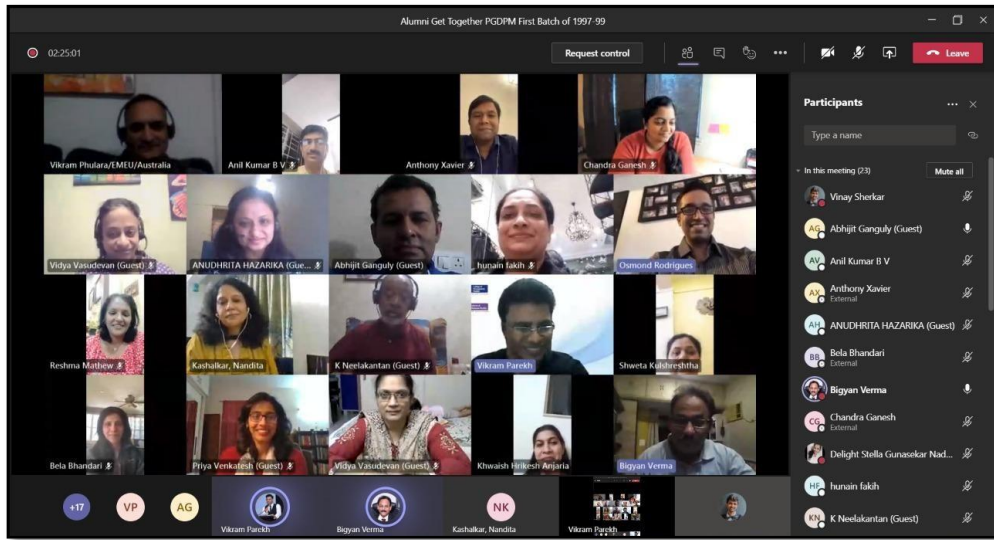 Alumni Get Together PGDPM First Batch of 1997-99
02:25:01
Request control
Leave
Vikram Phulara/EMEU/Australia
Anil Kumar B V
Anthony Xavier
Chandra Ganesh
Vidya Vasudevan (Guest)
ANUDHRITA HAZARIKA (Gue...
Abhijit Ganguly (Guest)
hunain fakih
Osmond Rodrigues
Reshma Mathew
Kashalkar, Nandita
K Neelakantan (Guest)
Vikram Parekh
Shweta Kulshreshtha
Bela Bhandari
Priya Venkatesh (Guest)
Vidya Vasudevan (Guest)
Khwaish Hrikesh Anjaria
Bigyan Verma
+17
VP
AG
Vikram Parekh
Bigyan Verma
NK
Kashalkar, Nandita
Vikram Parekh
Participants
Type a name
In this meeting (23)
Mute all
Vinay Sherkar
AG
Abhijit Ganguly (Guest)
AV
Anil Kumar B V
AX
Anthony Xavier
External
AH
ANUDHRITA HAZARIKA (Guest)
BB
Bela Bhandari
External
Bigyan Verma
CG
Chandra Ganesh
External
Delight Stella Gunasekar Nad...
HF
hunain fakih
KN
K Neelakantan (Guest)